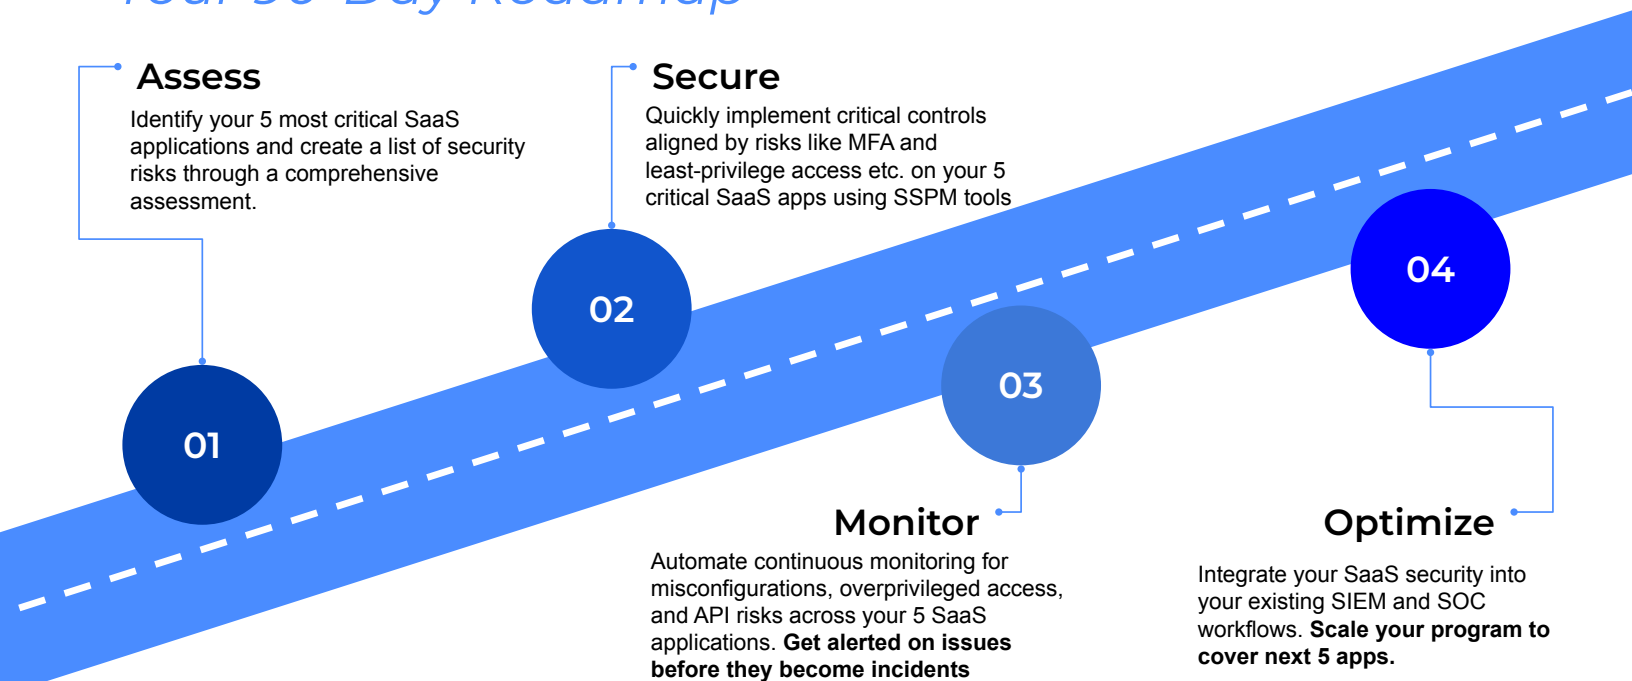 Your 90-Day Roadmap
Assess
Identify your 5 most critical SaaS
applications and create a list of security
risks through a comprehensive
assessment.
Secure
Quickly implement critical controls
aligned by risks like MFA and
least-privilege access etc. on your 5
critical SaaS apps using SSPM tools
01
02
03
04
Monitor
Automate continuous monitoring for
misconfigurations, overprivileged access,
and API risks across your 5 SaaS
applications. Get alerted on issues
before they become incidents
Optimize
Integrate your SaaS security into
your existing SIEM and SOC
workflows. Scale your program to
cover next 5 apps.